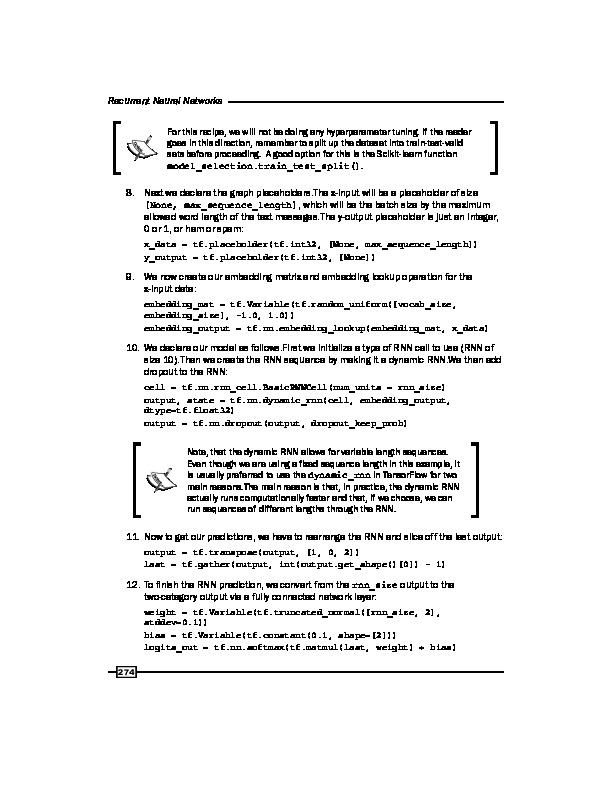 Recurrent Neural Networks
For this recipe, we will not be doing any hyperparameter tuning. If the reader
goes in this direction, remember to split up the dataset into train-test-valid
sets before proceeding. A good option for this is the Scikit-learn function
model_selection.train_test_split().
8. Next we declare the graph placeholders. The x-input will be a placeholder of size
[None, max_sequence_length], which will be the batch size by the maximum
allowed word length of the text messages. The y-output placeholder is just an integer,
0 or 1, or ham or spam:
x_data = tf.placeholder(tf.int32, [None, max_sequence_length])
y_output = tf.placeholder(tf.int32, [None])
9. We now create our embedding matrix and embedding lookup operation for the
x-input data:
embedding_mat = tf.Variable(tf.random_uniform([vocab_size,
embedding_size], -1.0, 1.0))
embedding_output = tf.nn.embedding_lookup(embedding_mat, x_data)
10. We declare our model as follows. First we initialize a type of RNN cell to use (RNN of
size 10). Then we create the RNN sequence by making it a dynamic RNN. We then add
dropout to the RNN:
cell = tf.nn.rnn_cell.BasicRNNCell(num_units = rnn_size)
output, state = tf.nn.dynamic_rnn(cell, embedding_output,
dtype=tf.float32)
output = tf.nn.dropout(output, dropout_keep_prob)
Note, that the dynamic RNN allows for variable length sequences.
Even though we are using a fixed sequence length in this example, it
is usually preferred to use the dynamic_rnn in TensorFlow for two
main reasons. The main reason is that, in practice, the dynamic RNN
actually runs computationally faster and that, if we choose, we can
run sequences of different lengths through the RNN.
11. Now to get our predictions, we have to rearrange the RNN and slice off the last output:
output = tf.transpose(output, [1, 0, 2])
last = tf.gather(output, int(output.get_shape()[0]) - 1)
12. To finish the RNN prediction, we convert from the rnn_size output to the
two-category output via a fully connected network layer:
weight = tf.Variable(tf.truncated_normal([rnn_size, 2],
stddev=0.1))
bias = tf.Variable(tf.constant(0.1, shape=[2]))
logits_out = tf.nn.softmax(tf.matmul(last, weight) + bias)
274